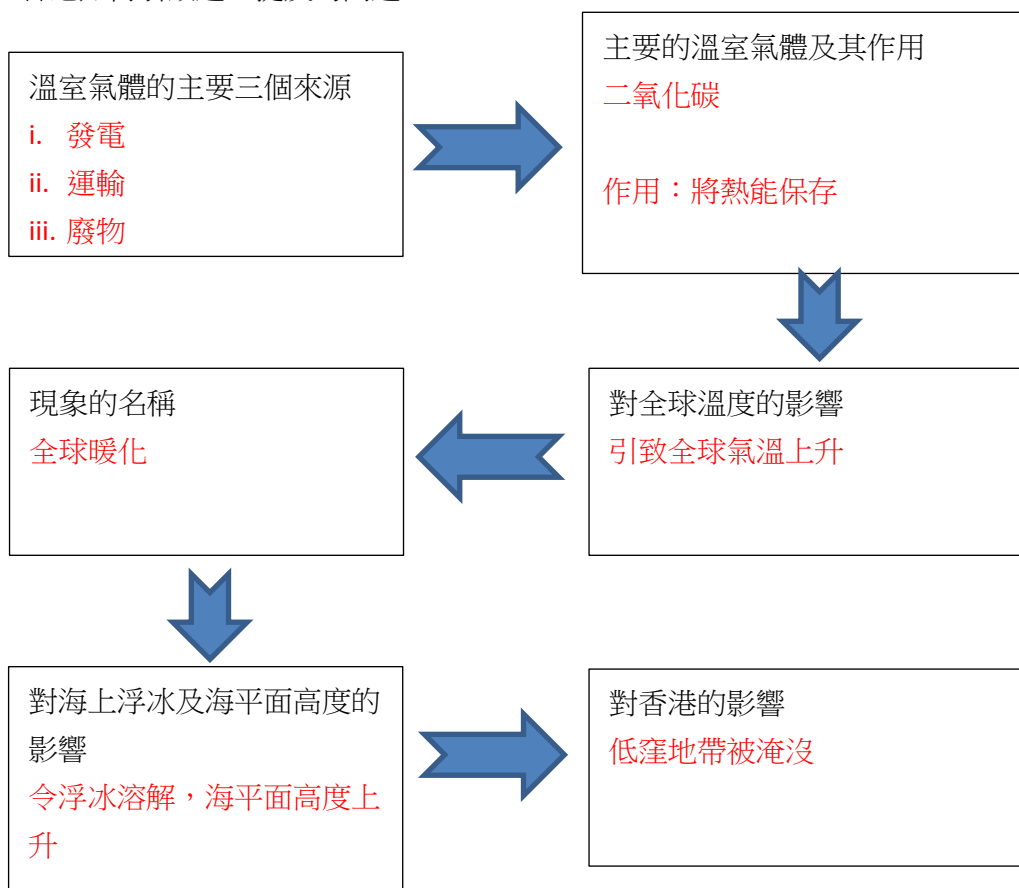 溫室氣體的主要三個來源
i. 發電
ii. 運輸
iii. 廢物
主要的溫室氣體及其作用
二氧化碳
作用：將熱能保存
對全球溫度的影響
引致全球氣溫上升
現象的名稱
全球暖化
對海上浮冰及海平面高度的
影響
令浮冰溶解，海平面高度上
升
對香港的影響
低窪地帶被淹沒